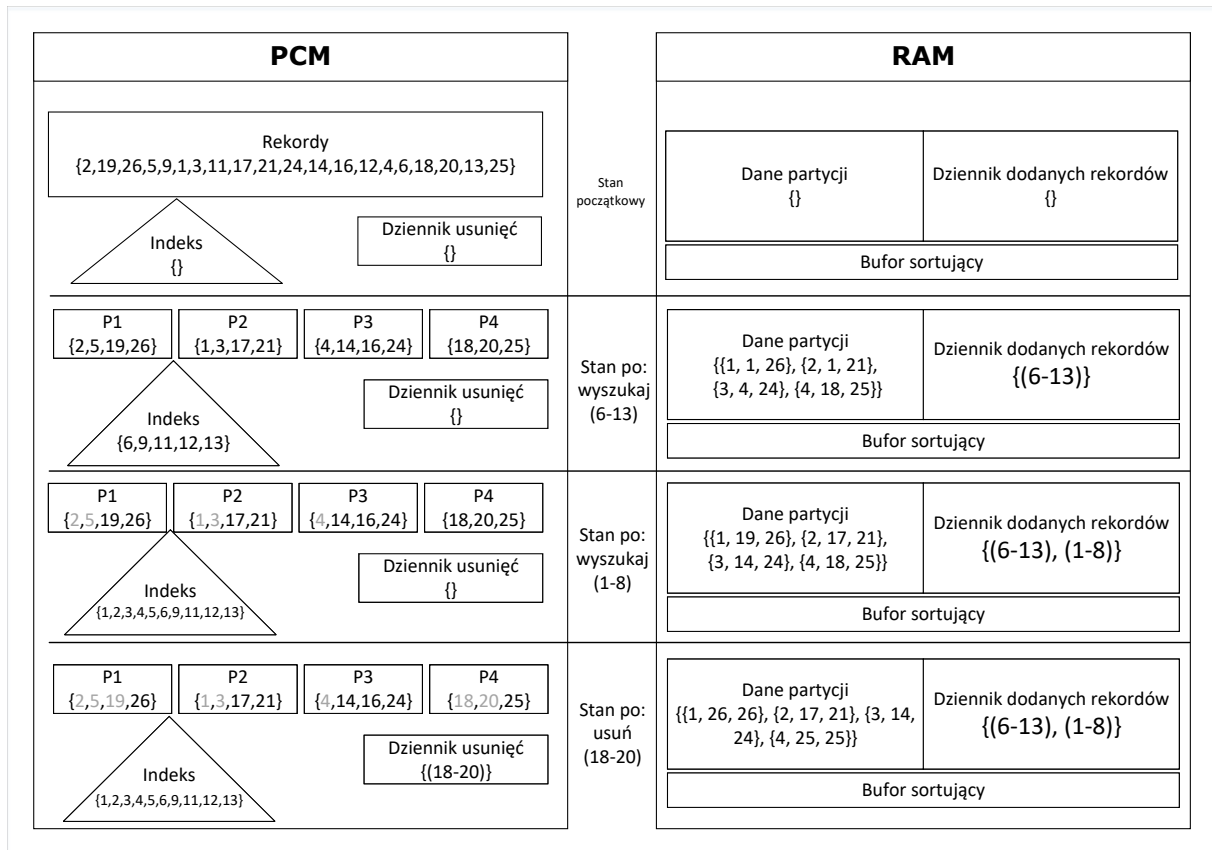 PCM
RAM
Rekordy
{2,19,26,5,9,1,3,11,17,21,24,14,16,12,4,6,18,20,13,25}
Indeks
{}
Dziennik usunięć
{}
Stan
początkowy
Dane partycji
{}
Dziennik dodanych rekordów
{}
Bufor sortujący
P1
{2,5,19,26}
P2
{1,3,17,21}
P3
{4,14,16,24}
P4
{18,20,25}
Indeks
{6,9,11,12,13}
Dziennik usunięć
{}
Stan po:
wyszukaj
(6-13)
Dane partycji
{{1, 1, 26}, {2, 1, 21},
{3, 4, 24}, {4, 18, 25}}
Dziennik dodanych rekordów
{(6-13)}
Bufor sortujący
P1
{2,5,19,26}
P2
{1,3,17,21}
P3
{4,14,16,24}
P4
{18,20,25}
Indeks
{1,2,3,4,5,6,9,11,12,13}
Dziennik usunięć
{}
Stan po:
wyszukaj
(1-8)
Dane partycji
{{1, 19, 26}, {2, 17, 21},
{3, 14, 24}, {4, 18, 25}}
Dziennik dodanych rekordów
{(6-13), (1-8)}
Bufor sortujący
P1
{2,5,19,26}
P2
{1,3,17,21}
P3
{4,14,16,24}
P4
{18,20,25}
Indeks
{1,2,3,4,5,6,9,11,12,13}
Dziennik usunięć
{(18-20)}
Stan po:
usuń
(18-20)
Dane partycji
{{1, 26, 26}, {2, 17, 21}, {3, 14,
24}, {4, 25, 25}}
Dziennik dodanych rekordów
{(6-13), (1-8)}
Bufor sortujący